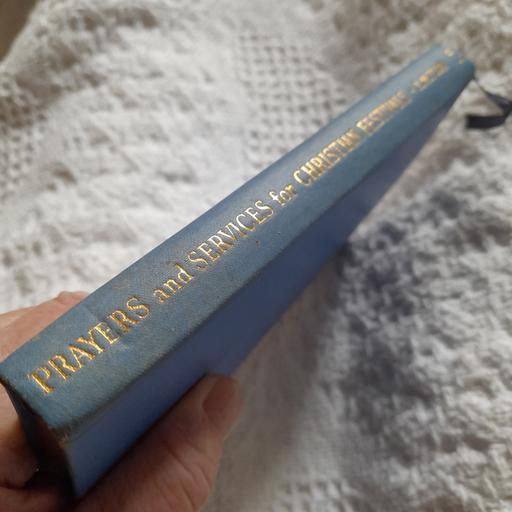 PRAYERS and SERVICES for CHRISTIAN FESTIVALS